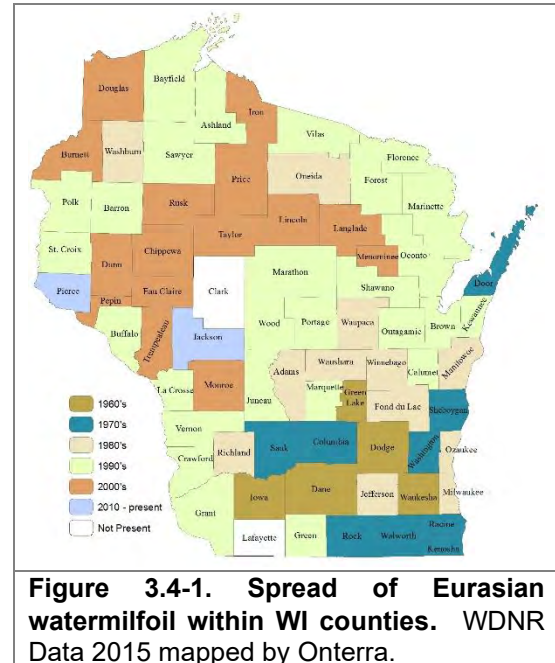 Douglas
Bayfield
Iron
Ashland
Vilas
Burnett
Washburn
Sawyer
Florence
Oneida
Forest
Price
Polk
Barron
Rusk
Marinette
Lincoln
Langlade
Taylor
Oconto
St. Croix
Chippewa
Menominee
Dunn
Door
Marathon
Clark
Shawano
Pierce
Eau Claire
Pepin
Kewaunee
Buffalo
Trempealeau
Wood
Portage
Waupaca
Outagamie
Brown
Jackson
Manitowoc
Waushara
Winnebago
Calumet
Adams
La Crosse
Monroe
Juneau
Marquette
Green
Lake
Fond du Lac
Sheboygan
Vernon
Sauk
Columbia
Dodge
Washington
Ozaukee
Richland
Crawford
Iowa
Dane
Jefferson
Waukesha
Milwaukee
Grant
Lafayette
Green
Rock
Walworth
Racine
Kenosha
1960's
1970's
1980's
1990's
2000's
2010 - present
Not Present
Figure 3.4-1. Spread of Eurasian
watermilfoil within WI counties. WDNR
Data 2015 mapped by Onterra.